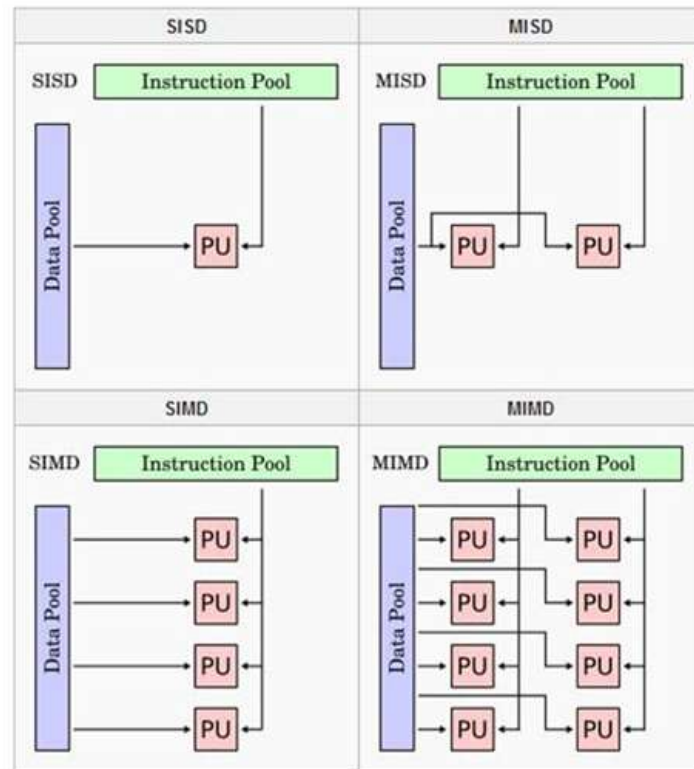 SISD
MISD
SISD Instruction Pool
MISD Instruction Pool
Data Pool
PU
Data Pool
PU PU
SIMD
MIMD
SIMD Instruction Pool
MIMD Instruction Pool
Data Pool
PU
PU
PU
PU
Data Pool
PU PU
PU PU
PU PU
PU PU